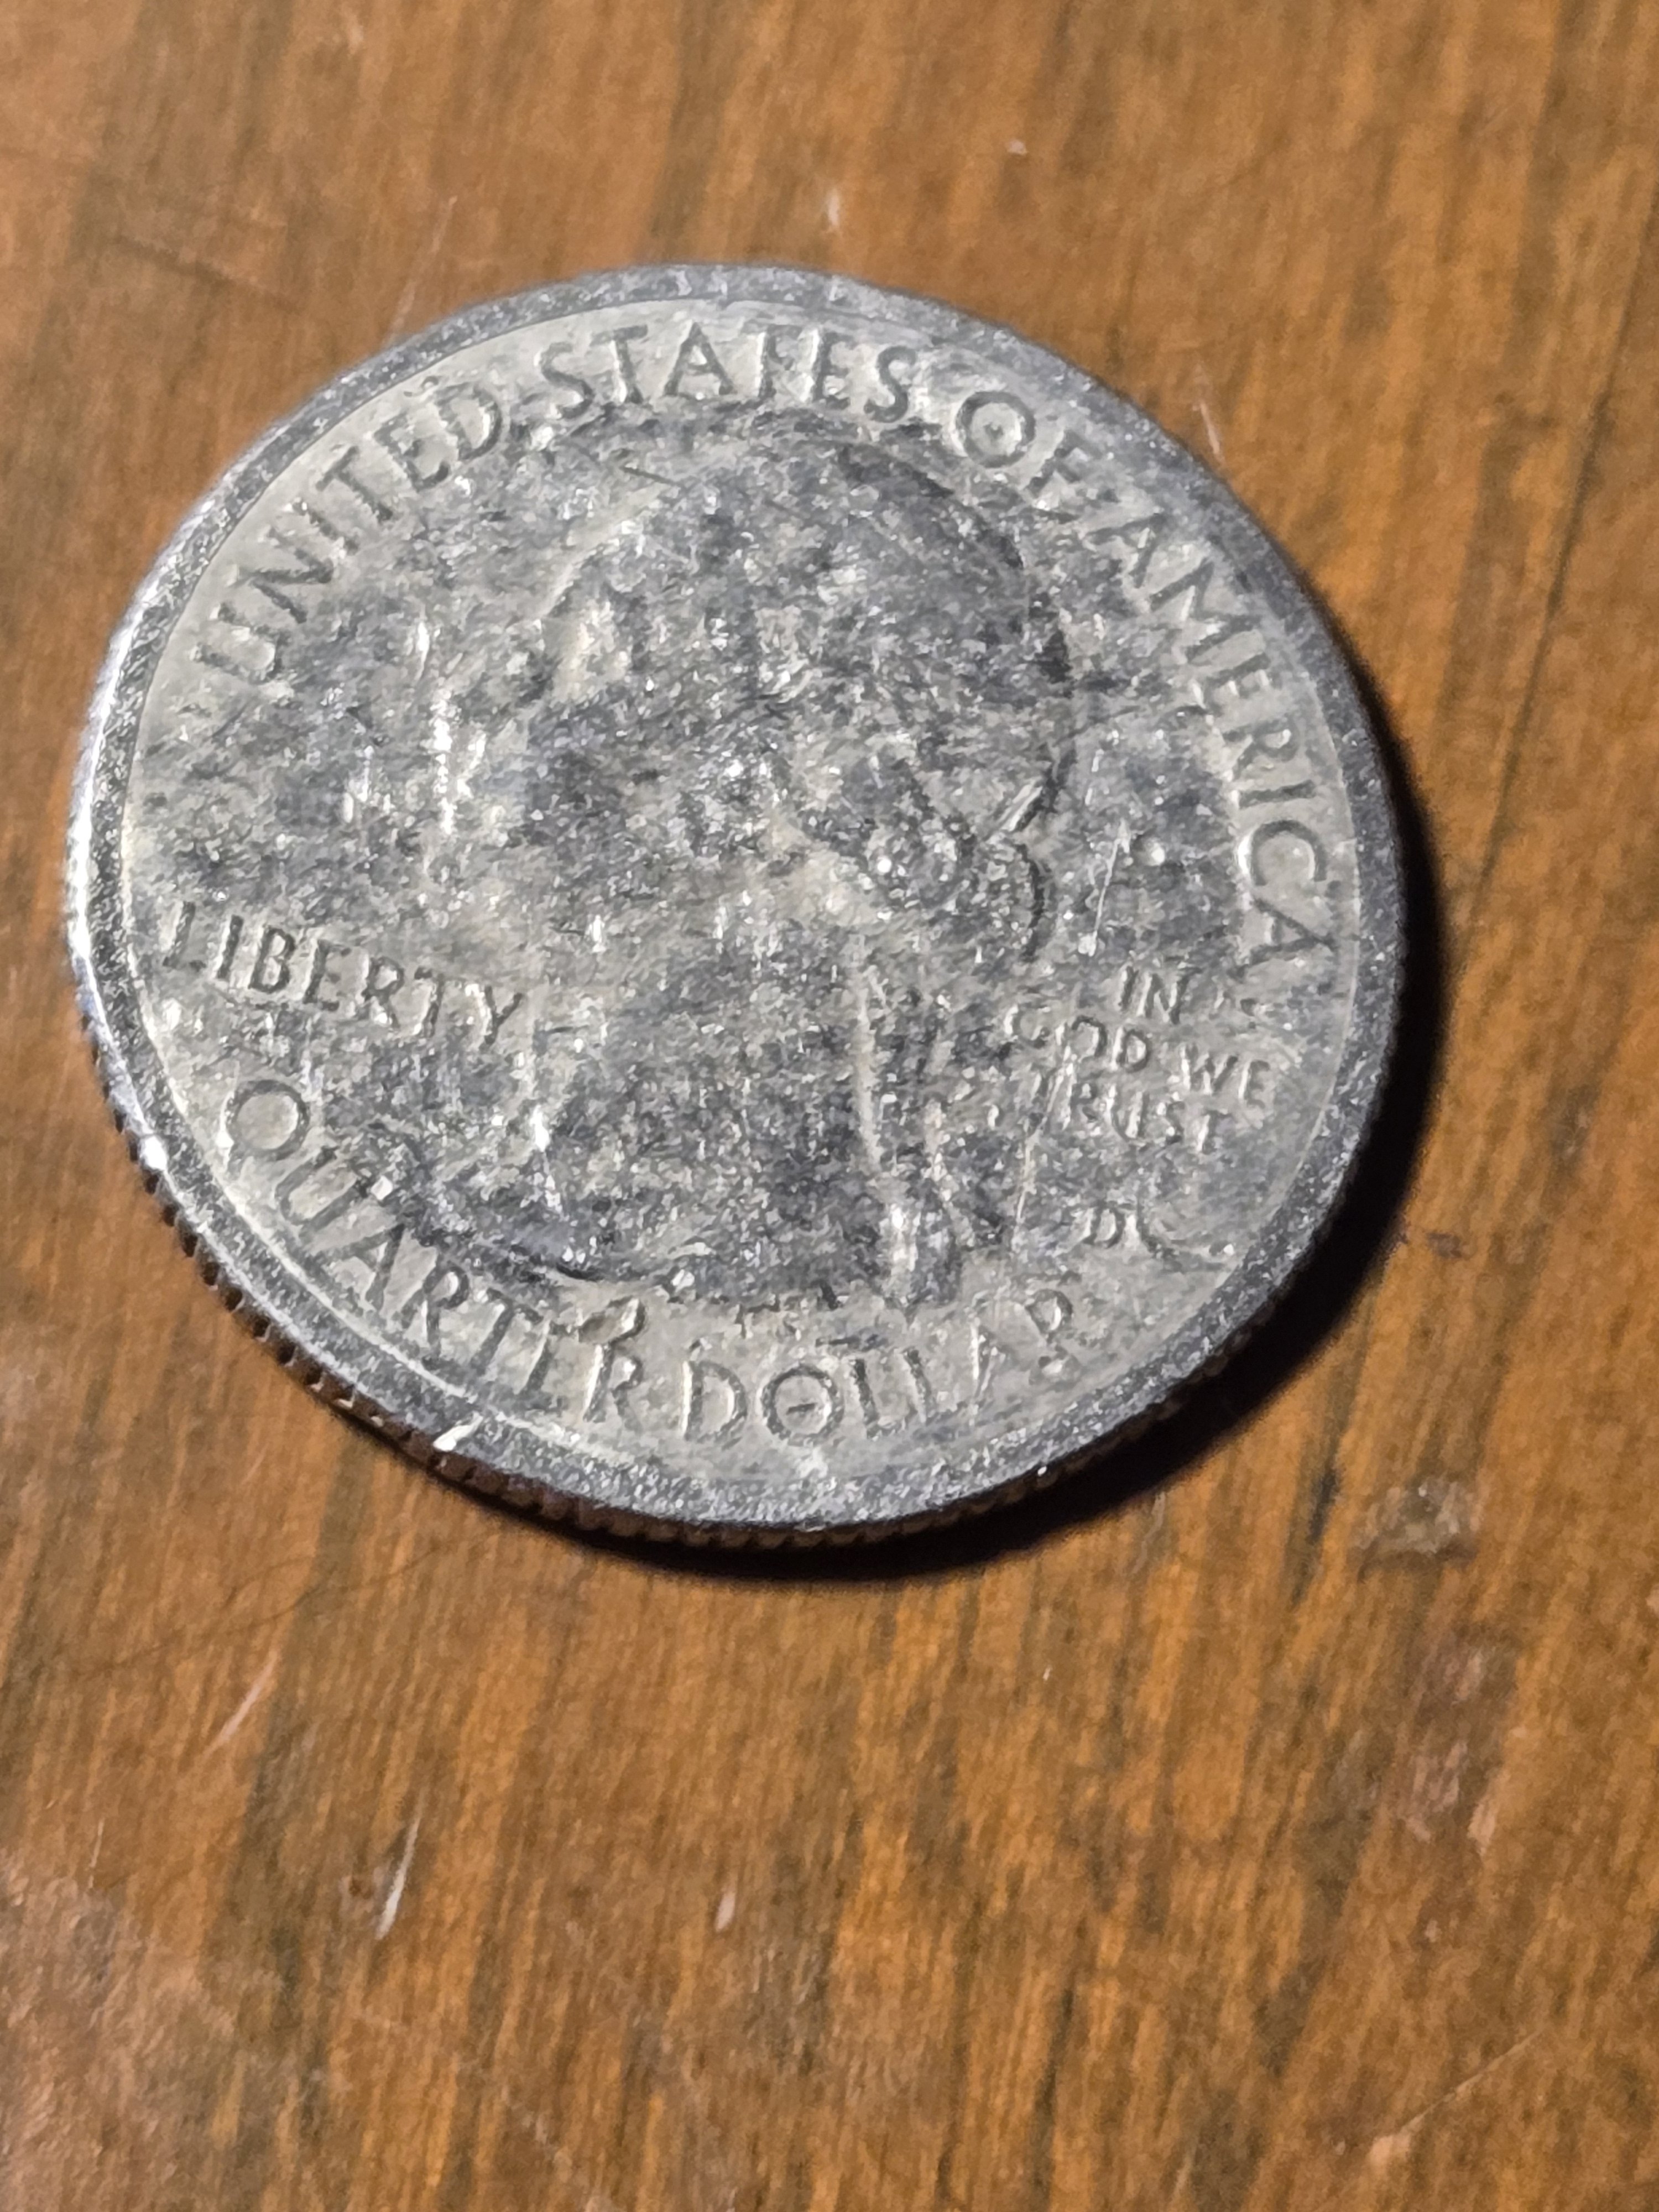 UNITED STATES OF AMERICA
LIBERTY
IN
GOD WE
TRUST
D
QUARTER DOLLAR